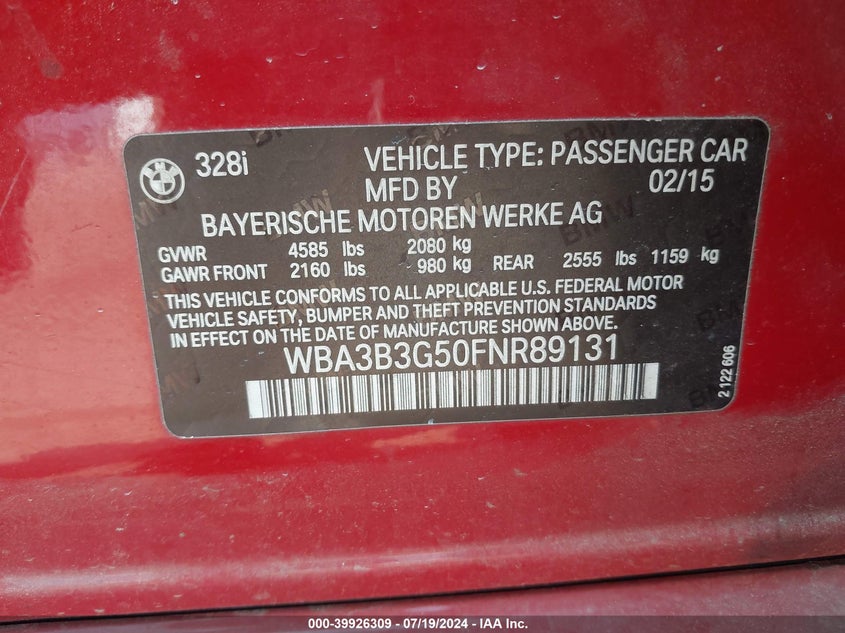 328i VEHICLE TYPE: PASSENGER CAR
MFD BY 02/15
BAYERISCHE MOTOREN WERKE AG
GVWR 4585 lbs 2080 kg
GAWR FRONT 2160 lbs 980 kg REAR 2555 lbs 1159 kg
THIS VEHICLE CONFORMS TO ALL APPLICABLE U.S. FEDERAL MOTOR
VEHICLE SAFETY, BUMPER AND THEFT PREVENTION STANDARDS
IN EFFECT ON THE DATE OF MANUFACTURE SHOWN ABOVE.
WBA3B3G50FNR89131
2 122 606
000-39926309 - 07/19/2024 - IAA Inc.